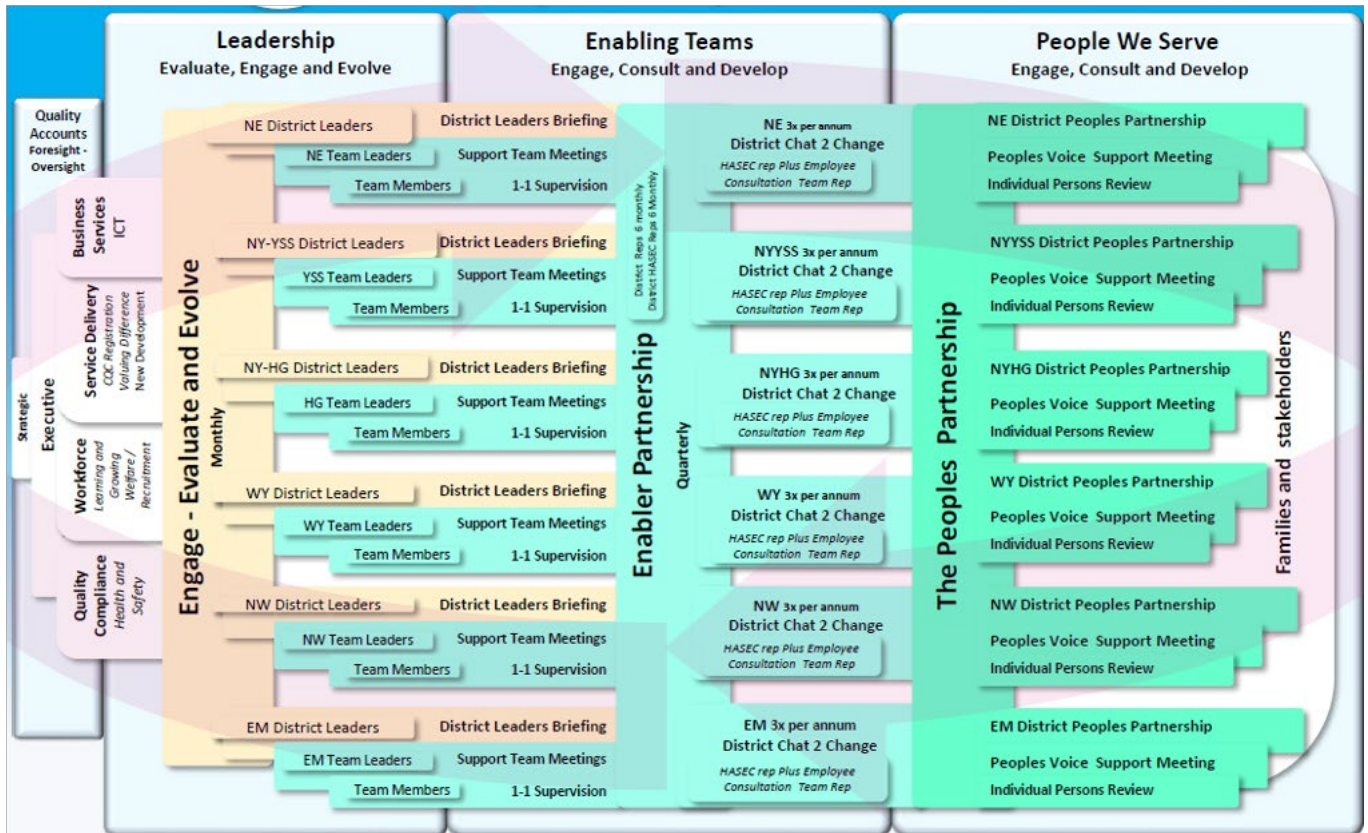 Leadership
Evaluate, Engage and Evolve
Enabling Teams
Engage, Consult and Develop
People We Serve
Engage, Consult and Develop
Quality
Accounts
Foresight -
Oversight
Strategic
Executive
Business
Services
ICT
Service Delivery
CQC Registration
Valuing Difference
New Development
Workforce
Learning and
Growing
Welfare /
Recruitment
Quality
Compliance
Health and
Safety
Engage - Evaluate and Evolve
Monthly
NE District Leaders
District Leaders Briefing
NE Team Leaders
Support Team Meetings
Team Members
1-1 Supervision
NY-YSS District Leaders
District Leaders Briefing
YSS Team Leaders
Support Team Meetings
Team Members
1-1 Supervision
NY-HG District Leaders
District Leaders Briefing
HG Team Leaders
Support Team Meetings
Team Members
1-1 Supervision
WY District Leaders
District Leaders Briefing
WY Team Leaders
Support Team Meetings
Team Members
1-1 Supervision
NW District Leaders
District Leaders Briefing
NW Team Leaders
Support Team Meetings
Team Members
1-1 Supervision
EM District Leaders
District Leaders Briefing
EM Team Leaders
Support Team Meetings
Team Members
1-1 Supervision
District Reps 6 monthly
District HASEC Reps 6 Monthly
Enabler Partnership
Quarterly
NE 3x per annum
District Chat 2 Change
HASEC rep Plus Employee
Consultation Team Rep
NYYSS 3x per annum
District Chat 2 Change
HASEC rep Plus Employee
Consultation Team Rep
NYHG 3x per annum
District Chat 2 Change
HASEC rep Plus Employee
Consultation Team Rep
WY 3x per annum
District Chat 2 Change
HASEC rep Plus Employee
Consultation Team Rep
NW 3x per annum
District Chat 2 Change
HASEC rep Plus Employee
Consultation Team Rep
EM 3x per annum
District Chat 2 Change
HASEC rep Plus Employee
Consultation Team Rep
The Peoples Partnership
NE District Peoples Partnership
Peoples Voice Support Meeting
Individual Persons Review
NYYSS District Peoples Partnership
Peoples Voice Support Meeting
Individual Persons Review
NYHG District Peoples Partnership
Peoples Voice Support Meeting
Individual Persons Review
WY District Peoples Partnership
Peoples Voice Support Meeting
Individual Persons Review
NW District Peoples Partnership
Peoples Voice Support Meeting
Individual Persons Review
EM District Peoples Partnership
Peoples Voice Support Meeting
Individual Persons Review
Families and stakeholders